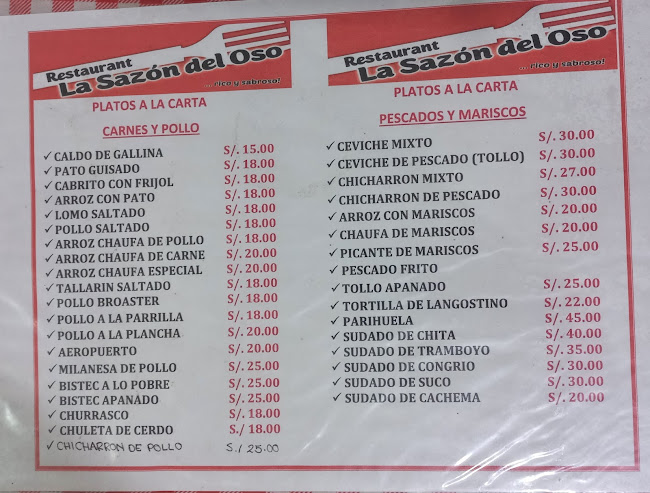 Restaurant
La Sazón del Oso
...rico y sabroso!
PLATOS A LA CARTA
CARNES Y POLLO
✓ CALDO DE GALLINA S/. 15.00
✓ PATO GUISADO S/. 18.00
✓ CABRITO CON FRIJOL S/. 18.00
✓ ARROZ CON PATO S/. 18.00
✓ LOMO SALTADO S/. 18.00
✓ POLLO SALTADO S/. 18.00
✓ ARROZ CHAUFA DE POLLO S/. 18.00
✓ ARROZ CHAUFA DE CARNE S/. 20.00
✓ ARROZ CHAUFA ESPECIAL S/. 20.00
✓ TALLARIN SALTADO S/. 18.00
✓ POLLO BROASTER S/. 18.00
✓ POLLO A LA PARRILLA S/. 18.00
✓ POLLO A LA PLANCHA S/. 20.00
✓ AEROPUERTO S/. 20.00
✓ MILANESA DE POLLO S/. 25.00
✓ BISTEC A LO POBRE S/. 25.00
✓ BISTEC APANADO S/. 25.00
✓ CHURRASCO S/. 18.00
✓ CHULETA DE CERDO S/. 18.00
✓ CHICHARRON DE POLLO S./ 25.00
Restaurant
La Sazón del Oso
... rico y sabroso!
PLATOS A LA CARTA
PESCADOS Y MARISCOS
✓ CEVICHE MIXTO S/. 30.00
✓ CEVICHE DE PESCADO (TOLLO) S/. 30.00
✓ CHICHARRON MIXTO S/. 27.00
✓ CHICHARRON DE PESCADO S/. 30.00
✓ ARROZ CON MARISCOS S/. 20.00
✓ CHAUFA DE MARISCOS S/. 20.00
✓ PICANTE DE MARISCOS S/. 25.00
✓ PESCADO FRITO
✓ TOLLO APANADO S/. 25.00
✓ TORTILLA DE LANGOSTINO S/. 22.00
✓ PARIHUELA S/. 45.00
✓ SUDADO DE CHITA S/. 40.00
✓ SUDADO DE TRAMBOYO S/. 35.00
✓ SUDADO DE CONGRIO S/. 30.00
✓ SUDADO DE SUCO S/. 30.00
✓ SUDADO DE CACHEMA S/. 20.00